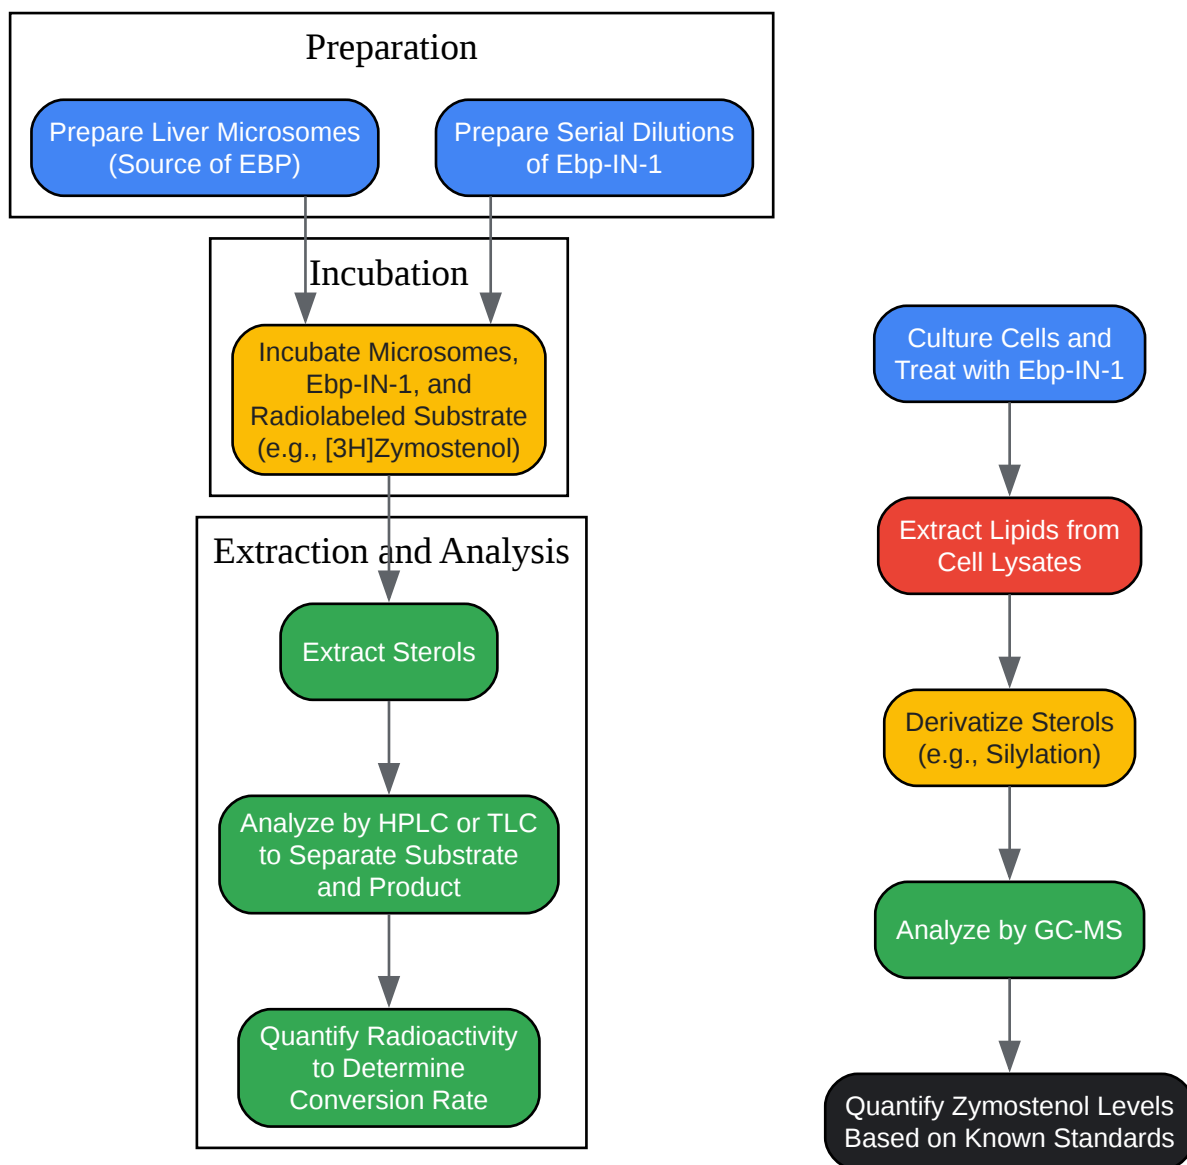 Preparation
Prepare Liver Microsomes
(Source of EBP)
Prepare Serial Dilutions
of Ebp-IN-1
Incubation
Incubate Microsomes,
Ebp-IN-1, and
Radiolabeled Substrate
(e.g., [3H]Zymostenol)
Extraction and Analysis
Extract Sterols
Analyze by HPLC or TLC
to Separate Substrate
and Product
Quantify Radioactivity
to Determine
Conversion Rate
Culture Cells and
Treat with Ebp-IN-1
Extract Lipids from
Cell Lysates
Derivatize Sterols
(e.g., Silylation)
Analyze by GC-MS
Quantify Zymostenol Levels
Based on Known Standards